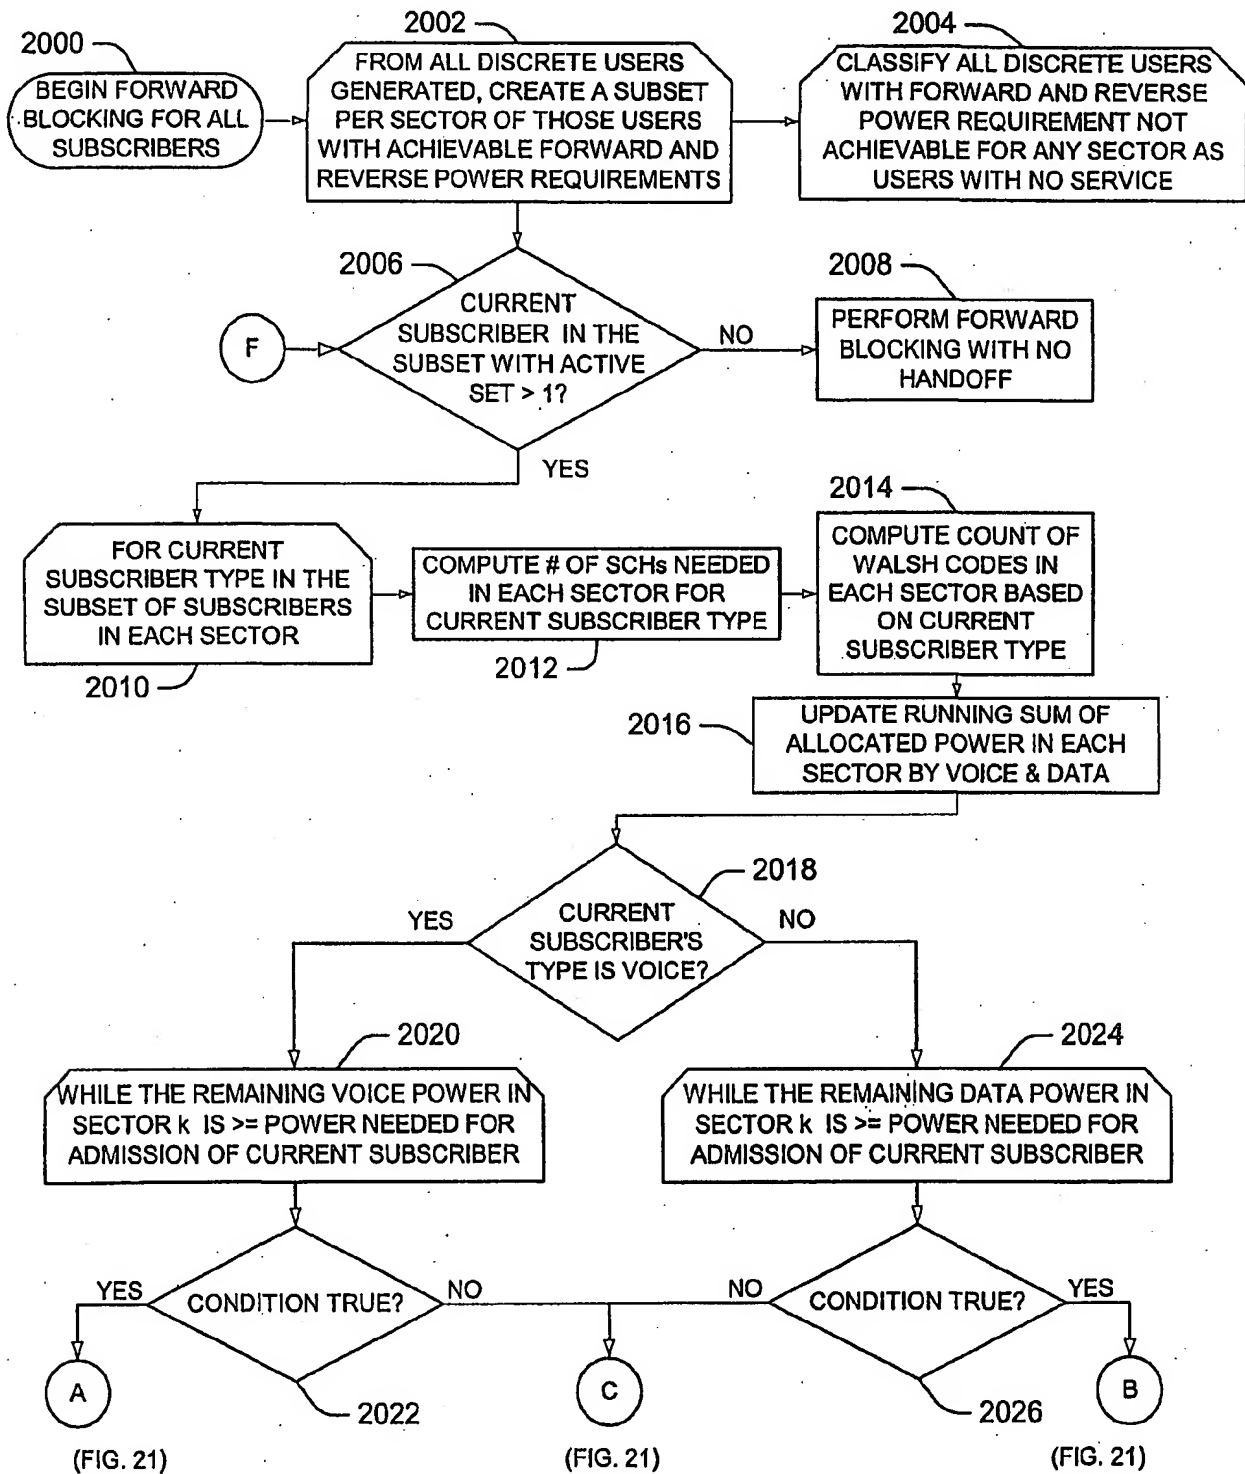 2000
BEGIN FORWARD
BLOCKING FOR ALL
SUBSCRIBERS
2002
FROM ALL DISCRETE USERS
GENERATED, CREATE A SUBSET
PER SECTOR OF THOSE USERS
WITH ACHIEVABLE FORWARD AND
REVERSE POWER REQUIREMENTS
2004
CLASSIFY ALL DISCRETE USERS
WITH FORWARD AND REVERSE
POWER REQUIREMENT NOT
ACHIEVABLE FOR ANY SECTOR AS
USERS WITH NO SERVICE
F
2006
CURRENT
SUBSCRIBER IN THE
SUBSET WITH ACTIVE
SET > 1?
NO
2008
PERFORM FORWARD
BLOCKING WITH NO
HANDOFF
YES
FOR CURRENT
SUBSCRIBER TYPE IN THE
SUBSET OF SUBSCRIBERS
IN EACH SECTOR
2010
COMPUTE # OF SCHs NEEDED
IN EACH SECTOR FOR
CURRENT SUBSCRIBER TYPE
2012
2014
COMPUTE COUNT OF
WALSH CODES IN
EACH SECTOR BASED
ON CURRENT
SUBSCRIBER TYPE
2016
UPDATE RUNNING SUM OF
ALLOCATED POWER IN EACH
SECTOR BY VOICE & DATA
2018
YES
CURRENT
SUBSCRIBER'S
TYPE IS VOICE?
NO
2020
WHILE THE REMAINING VOICE POWER IN
SECTOR k IS >= POWER NEEDED FOR
ADMISSION OF CURRENT SUBSCRIBER
2024
WHILE THE REMAINING DATA POWER IN
SECTOR k IS >= POWER NEEDED FOR
ADMISSION OF CURRENT SUBSCRIBER
YES
CONDITION TRUE?
NO
2022
NO
CONDITION TRUE?
YES
2026
A
C
B
(FIG. 21)
(FIG. 21)
(FIG. 21)